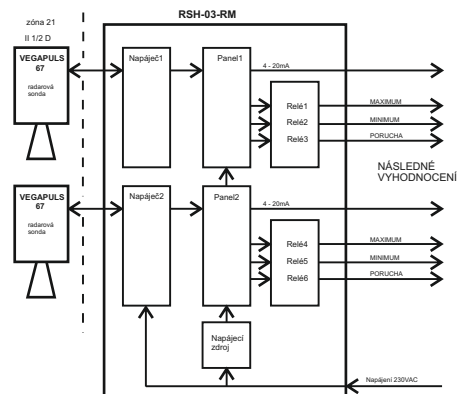 RSH-03-RM
zóna 21
II 1/2 D
VEGAPULS
67
radarová
sonda
Napáječ1
Panel1
4 - 20mA
Relé1
Relé2
Relé3
MAXIMUM
MINIMUM
PORUCHA
NÁSLEDNÉ
VYHODNOCENÍ
VEGAPULS
67
radarová
sonda
Napáječ2
Panel2
4 - 20mA
Relé4
Relé5
Relé6
MAXIMUM
MINIMUM
PORUCHA
Napájecí
zdroj
Napájení 230VAC